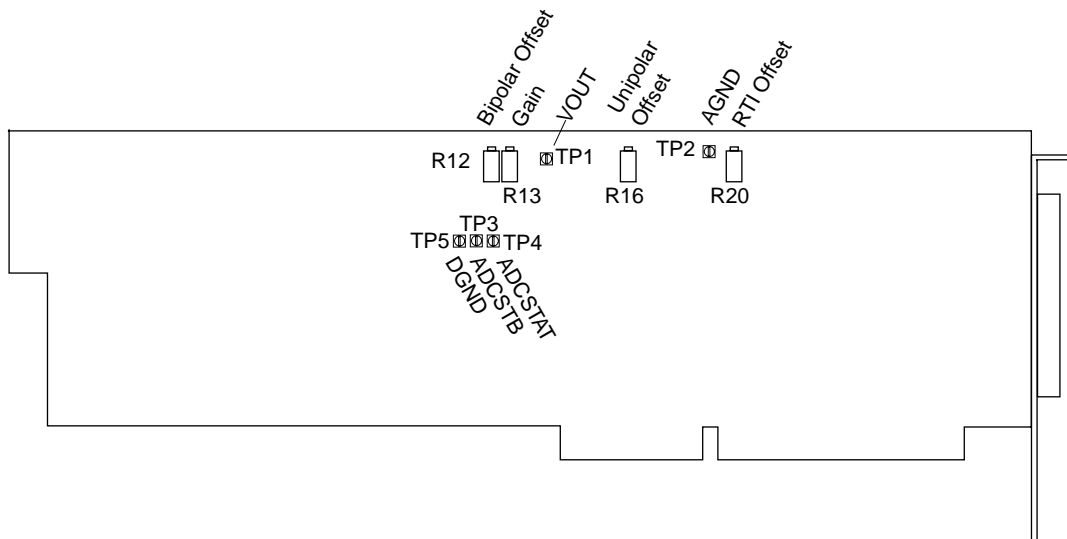 Bipolar Offset
Gain
VOUT
Unipolar
Offset
AGND
RTI Offset
R12
TP1
TP2
R13
R16
R20
TP3
TP5
TP4
DGND
ADCSTB
ADCSTAT